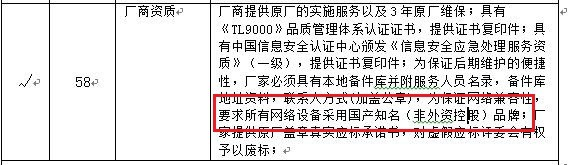 厂商资质
厂商提供原厂的实施服务以及3年原厂维保；具有
《TL9000》品质管理体系认证证书，提供证书复印件；具
有中国信息安全认证中心颁发《信息安全应急处理服务资
质》（一级），提供证书复印件；为保证后期维护的便捷
性，厂家必须具有本地备件库并附服务人员名录，备件库
√
58
地址资料，联系人方式(加盖公章)，为保证网络兼容性，
要求所有网络设备采用国产知名（非外资控股）品牌；厂
家提供原厂盖章真实应标承诺书，则虚假应标评委会有权
予以废标；